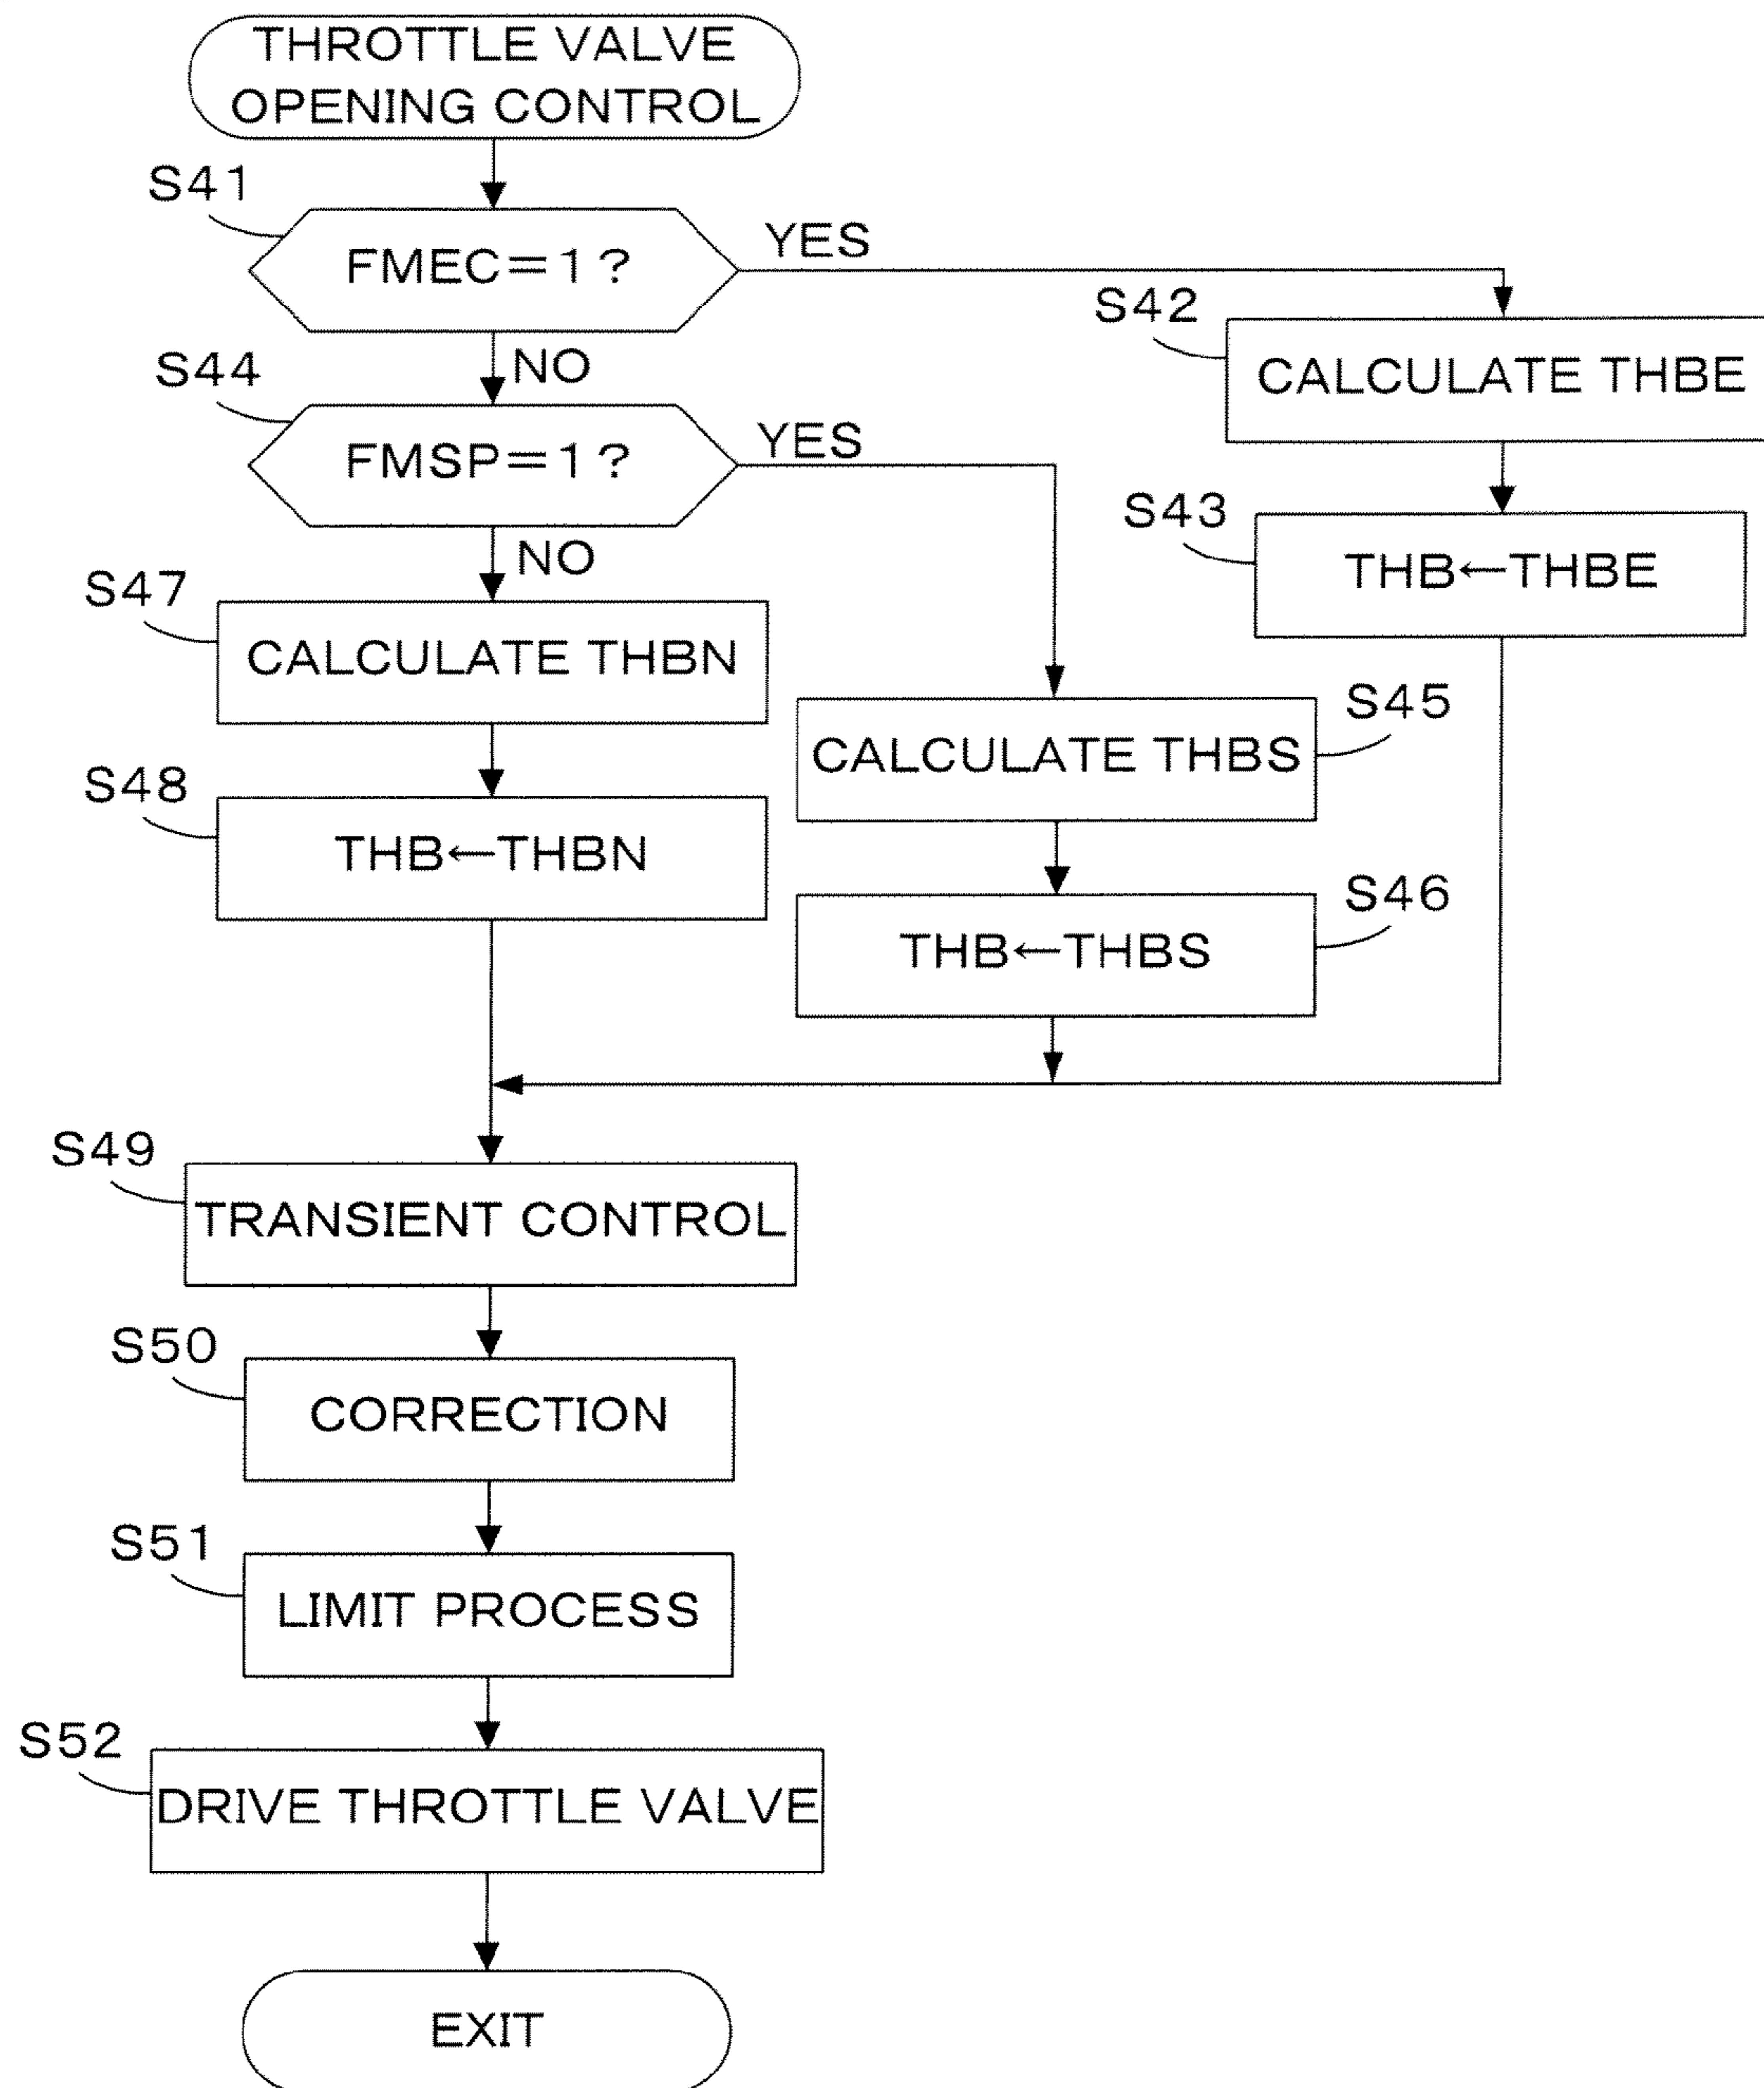 THROTTLE VALVE
OPENING CONTROL
S41
FMEC=1?
YES
S42
CALCULATE THBE
NO
S44
FMSP=1?
YES
S43
THB←THBE
NO
S47
CALCULATE THBN
S45
CALCULATE THBS
S48
THB←THBN
S46
THB←THBS
S49
TRANSIENT CONTROL
S50
CORRECTION
S51
LIMIT PROCESS
S52
DRIVE THROTTLE VALVE
EXIT